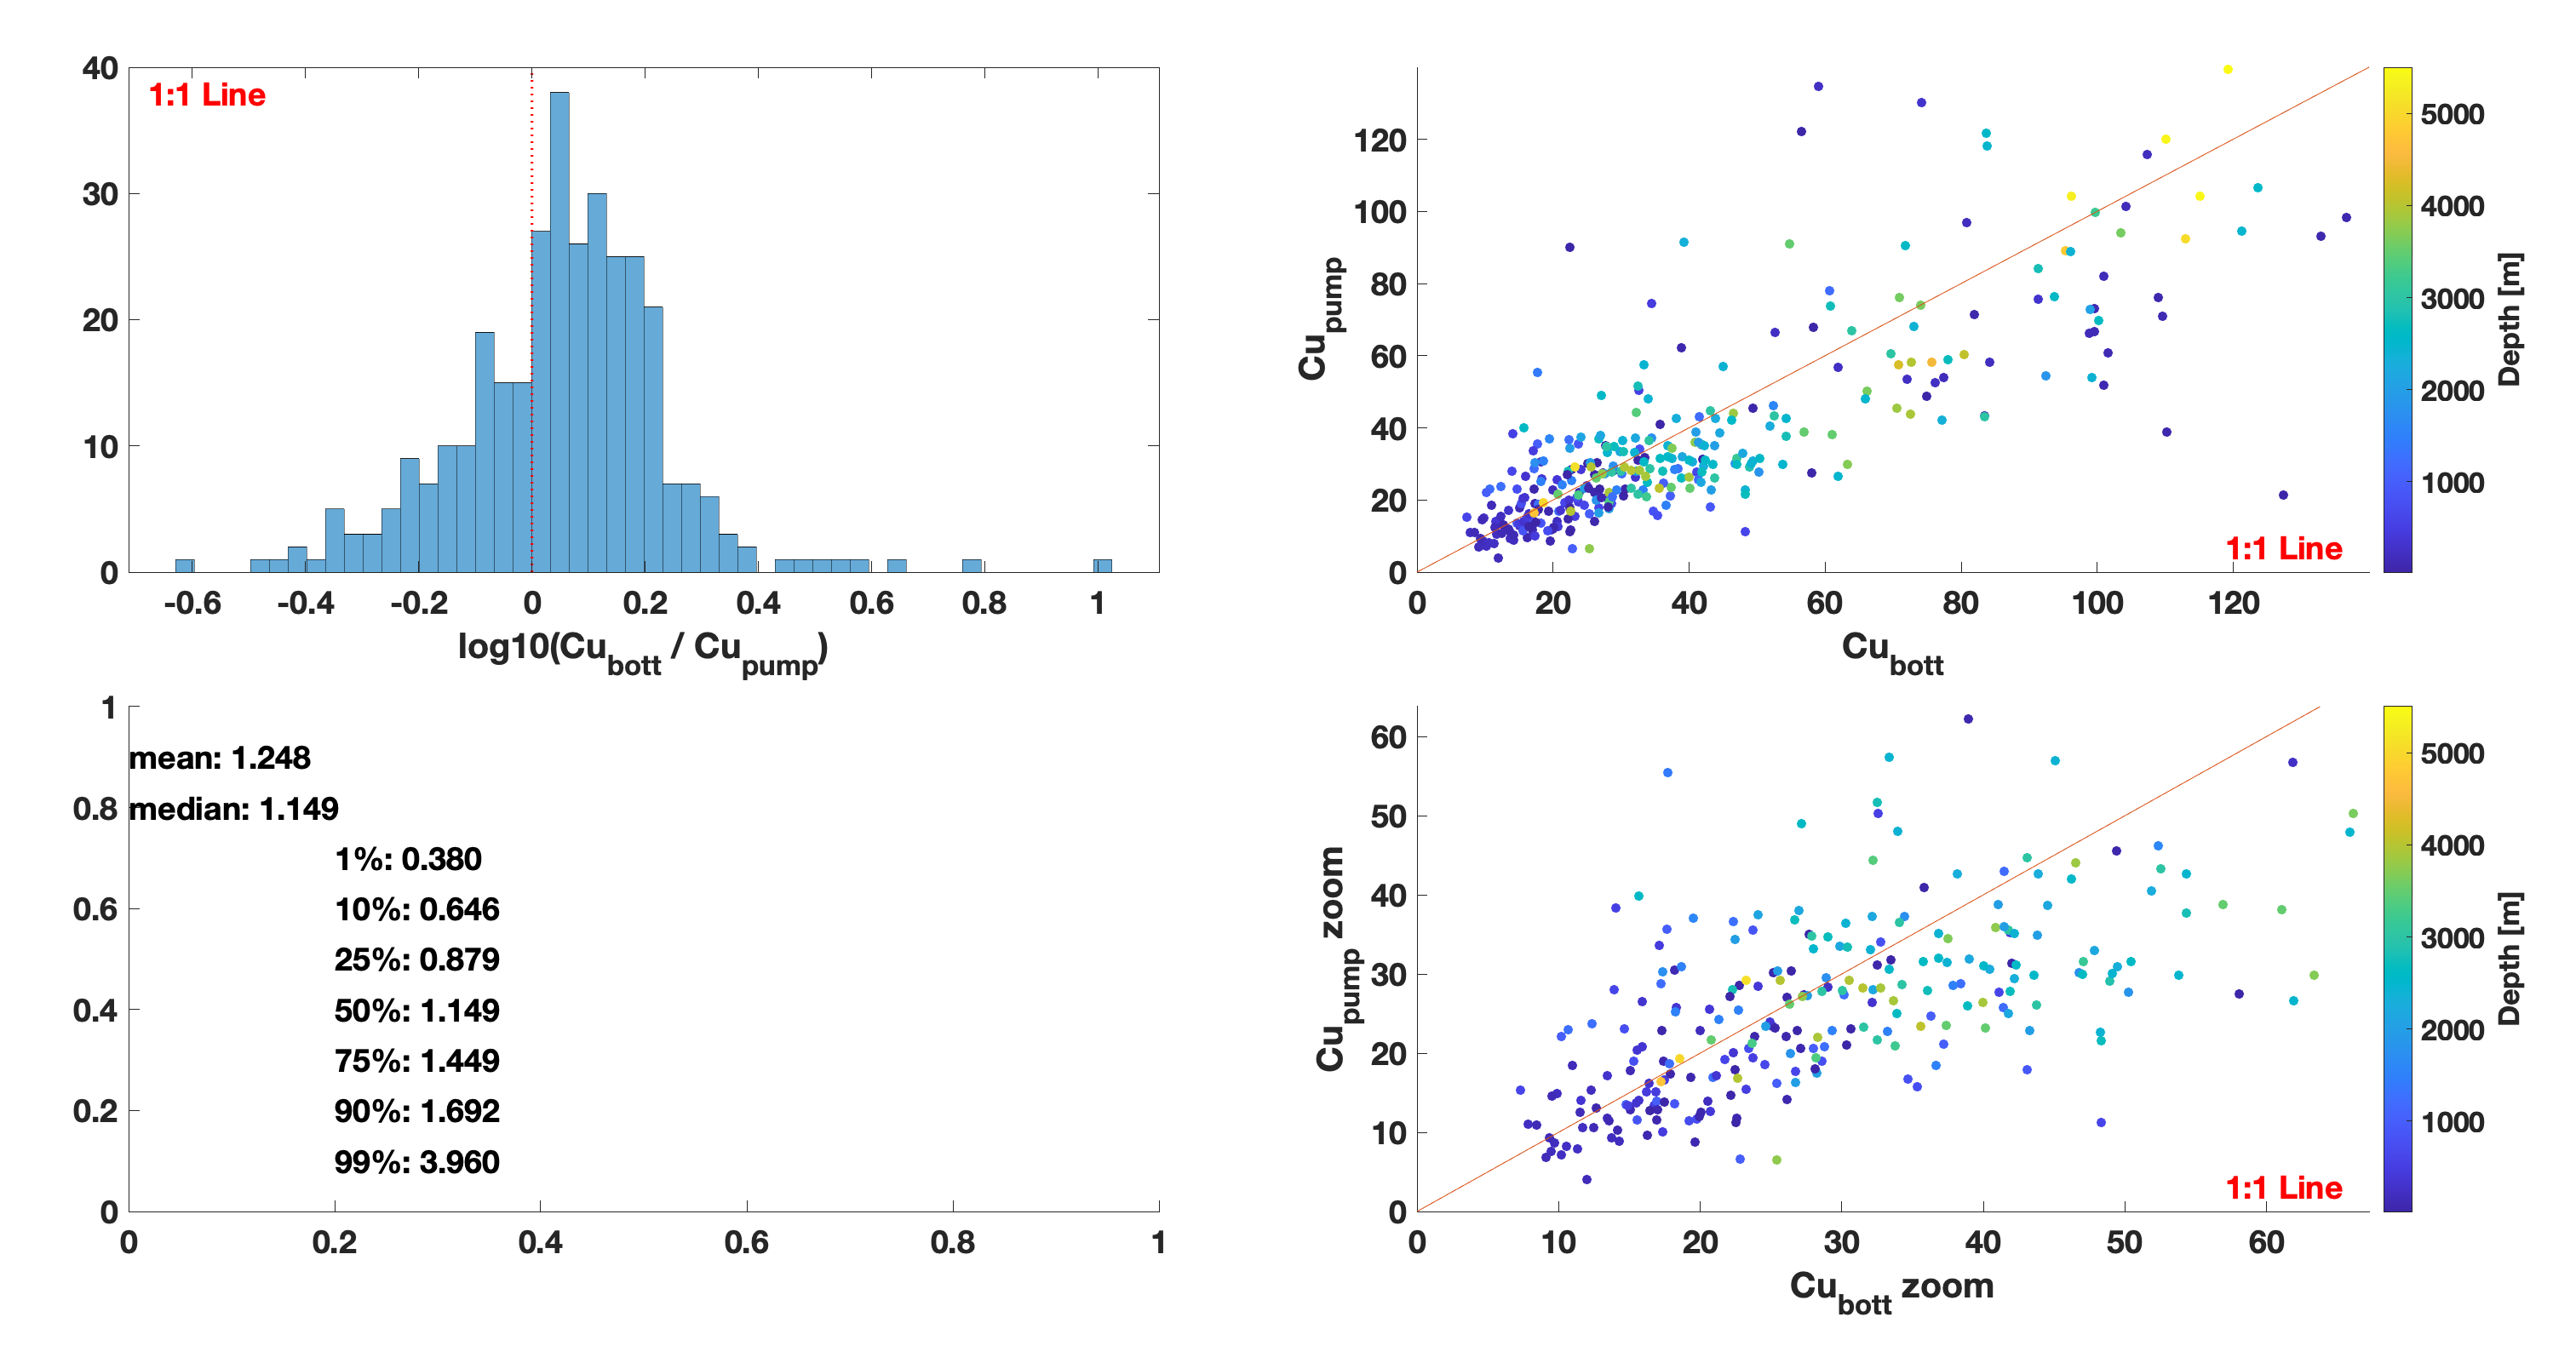 40
30
20
10
0
1:1 Line
-0.6 -0.4 -0.2 0 0.2 0.4 0.6 0.8 1
log10(Cu_bott / Cu_pump)
120
100
80
60
40
20
0
Cu_pump
1:1 Line
0 20 40 60 80 100 120
Cu_bott
5000
4000
3000
2000
1000
Depth [m]
1
0.8
0.6
0.4
0.2
0
mean: 1.248
median: 1.149
1%: 0.380
10%: 0.646
25%: 0.879
50%: 1.149
75%: 1.449
90%: 1.692
99%: 3.960
0 0.2 0.4 0.6 0.8 1
60
50
40
30
20
10
0
Cu_pump zoom
1:1 Line
0 10 20 30 40 50 60
Cu_bott zoom
5000
4000
3000
2000
1000
Depth [m]